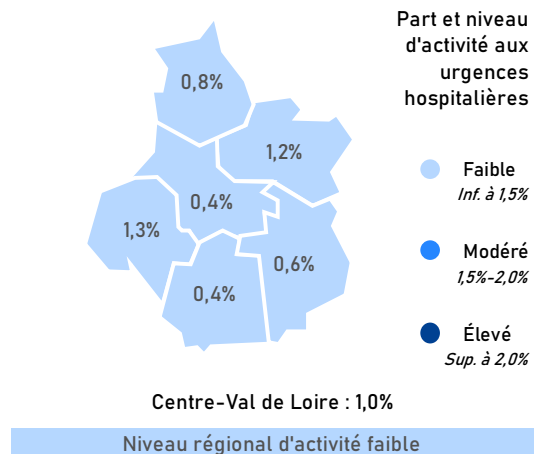 Part et niveau
d'activité aux
urgences
hospitalières
0,8%
1,2%
0,4%
1,3%
0,6%
0,4%
Faible
Inf. à 1,5%
Modéré
1,5%-2,0%
Élevé
Sup. à 2,0%
Centre-Val de Loire : 1,0%
Niveau régional d'activité faible